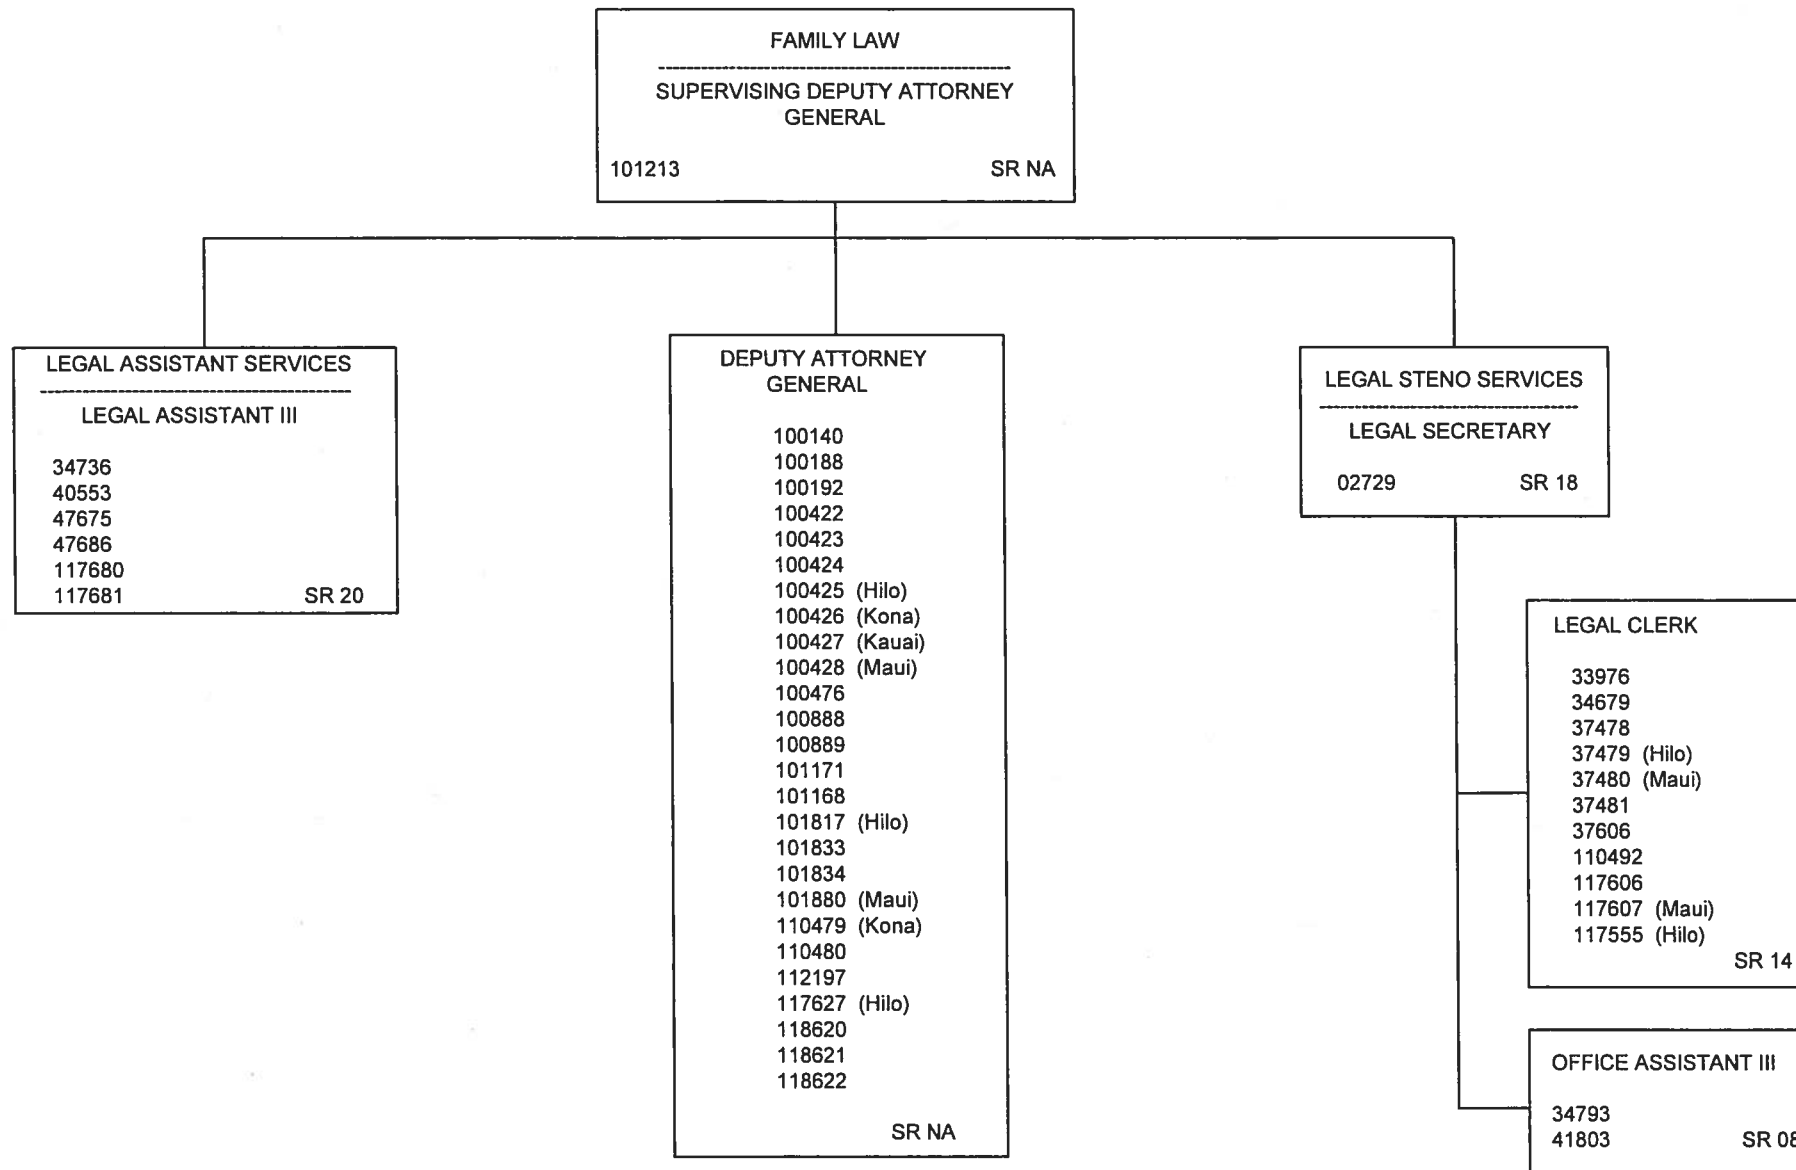 FAMILY LAW
SUPERVISING DEPUTY ATTORNEY
GENERAL
101213 SR NA
LEGAL ASSISTANT SERVICES
LEGAL ASSISTANT III
34736
40553
47675
47686
117680
117681 SR 20
DEPUTY ATTORNEY
GENERAL
100140
100188
100192
100422
100423
100424
100425 (Hilo)
100426 (Kona)
100427 (Kauai)
100428 (Maui)
100476
100888
100889
101171
101168
101817 (Hilo)
101833
101834
101880 (Maui)
110479 (Kona)
110480
112197
117627 (Hilo)
118620
118621
118622
SR NA
LEGAL STENO SERVICES
LEGAL SECRETARY
02729 SR 18
LEGAL CLERK
33976
34679
37478
37479 (Hilo)
37480 (Maui)
37481
37606
110492
117606
117607 (Maui)
117555 (Hilo)
SR 14
OFFICE ASSISTANT III
34793
41803 SR 08